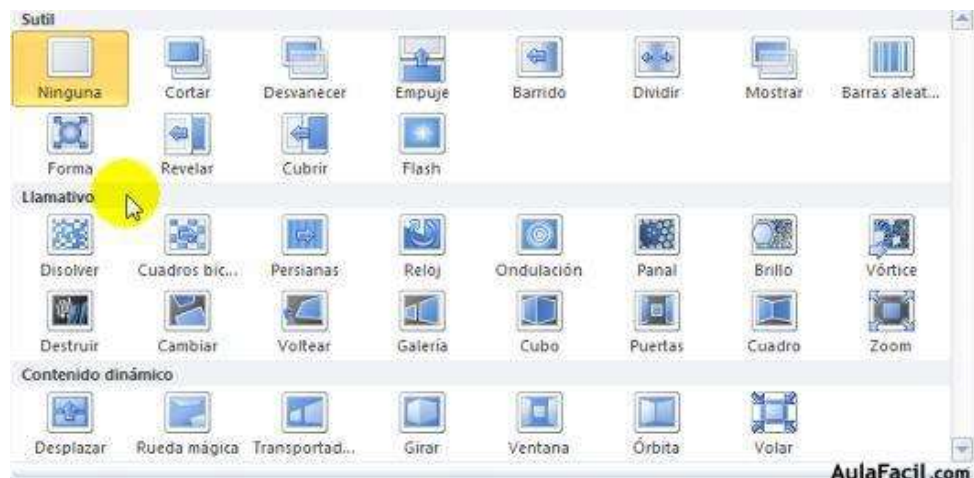 Sutil
Ninguna Cortar Desvanecer Empuje Barrido Dividir Mostrar Barras aleat...
Forma Revelar Cubrir Flash
Llamativo
Disolver Cuadros bic... Persianas Reloj Ondulación Panal Brillo Vórtice
Destruir Cambiar Voltear Galería Cubo Puertas Cuadro Zoom
Contenido dinámico
Desplazar Rueda mágica Transportad... Girar Ventana Órbita Volar
AulaFacil.com